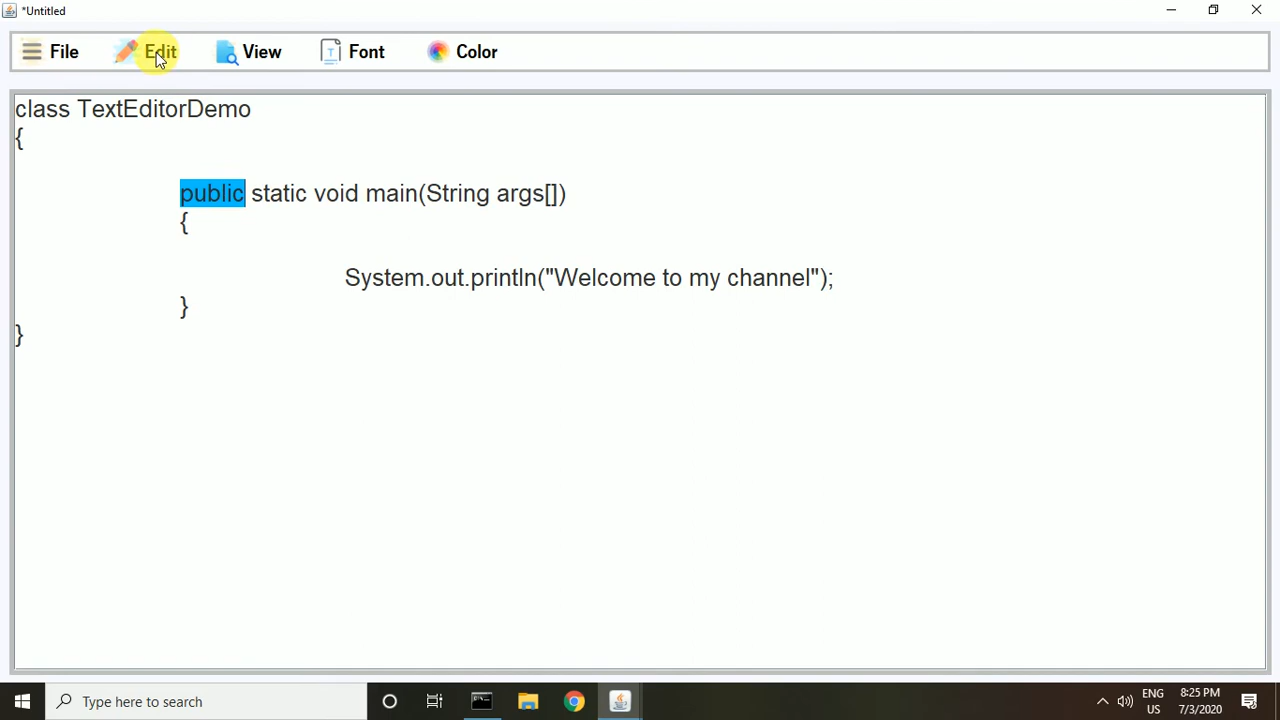 *Untitled
File Edit View Font Color
class TextEditorDemo
{
public static void main(String args[])
{
System.out.println("Welcome to my channel");
}
}
Type here to search
ENG
US
8:25 PM
7/3/2020